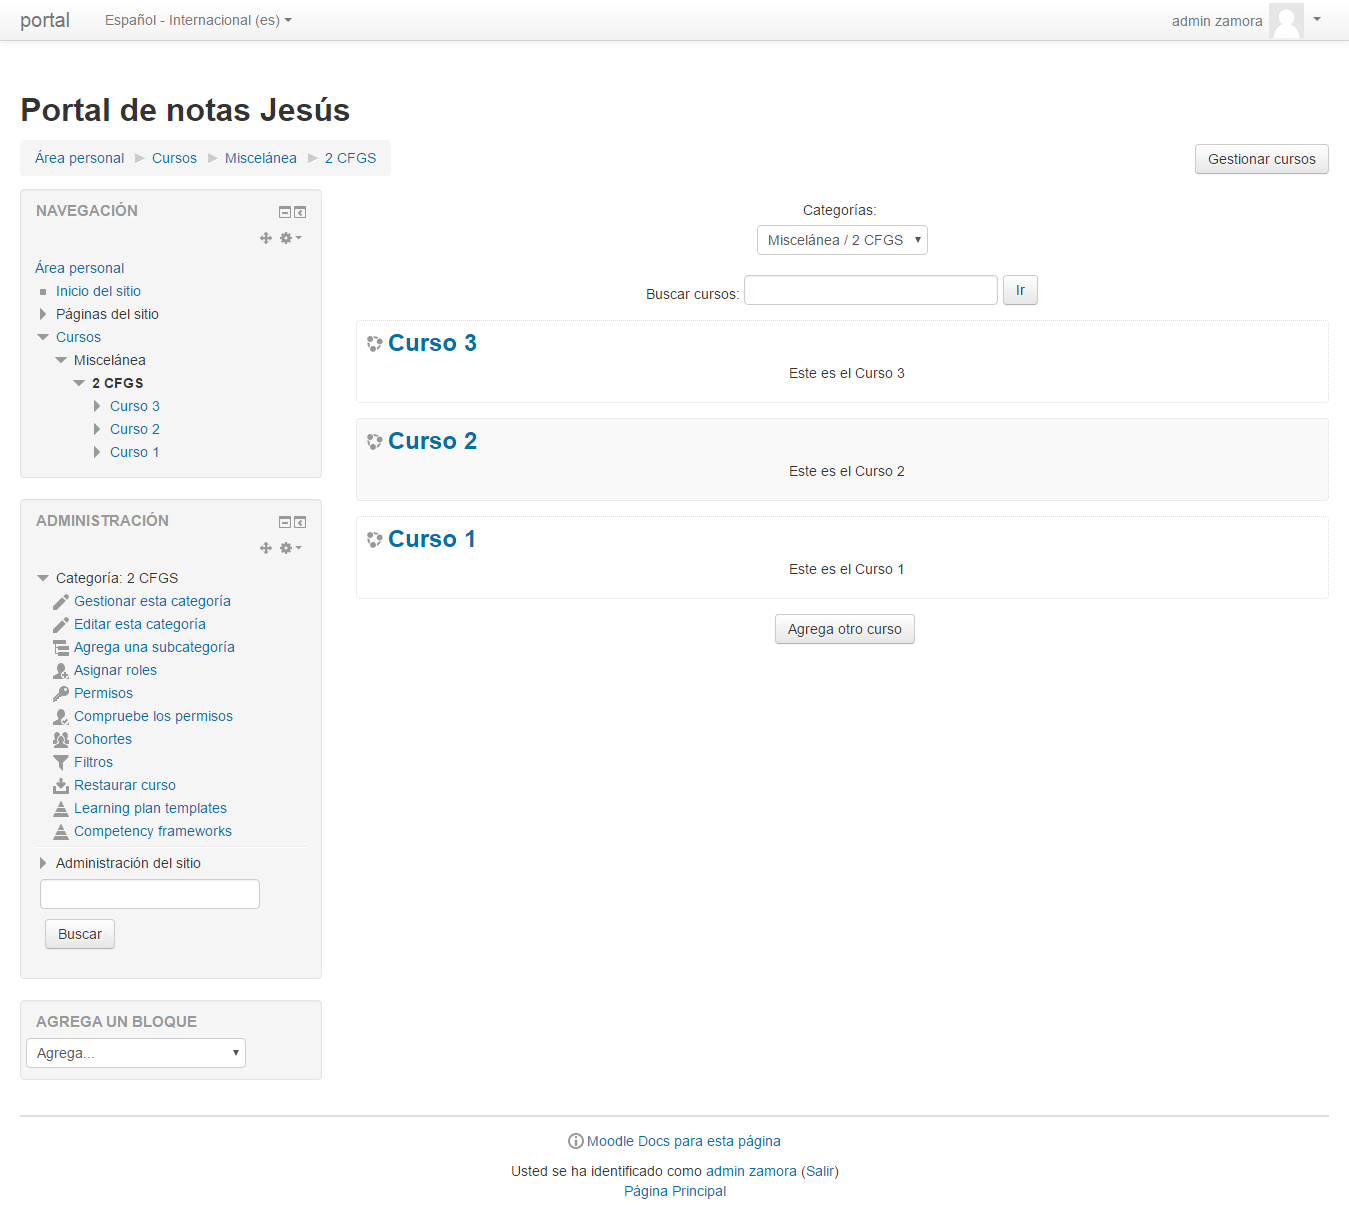 portal
Español - Internacional (es)
admin zamora
Portal de notas Jesús
Área personal Cursos Miscelánea 2 CFGS
Gestionar cursos
NAVEGACIÓN
Área personal
Inicio del sitio
Páginas del sitio
Cursos
Miscelánea
2 CFGS
Curso 3
Curso 2
Curso 1
ADMINISTRACIÓN
Categoría: 2 CFGS
Gestionar esta categoría
Editar esta categoría
Agrega una subcategoría
Asignar roles
Permisos
Compruebe los permisos
Cohortes
Filtros
Restaurar curso
Learning plan templates
Competency frameworks
Administración del sitio
Buscar
AGREGA UN BLOQUE
Agrega...
Categorías:
Miscelánea / 2 CFGS
Buscar cursos: Ir
Curso 3
Este es el Curso 3
Curso 2
Este es el Curso 2
Curso 1
Este es el Curso 1
Agrega otro curso
Moodle Docs para esta página
Usted se ha identificado como admin zamora (Salir)
Página Principal